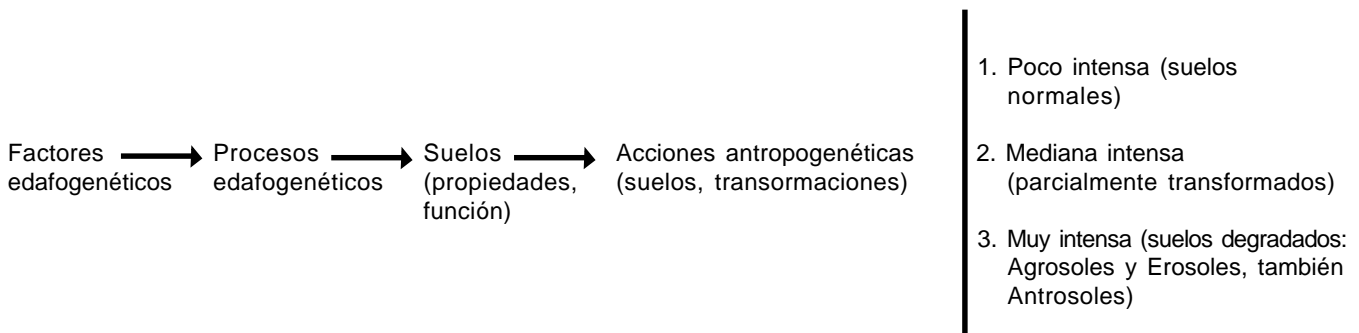 Factores
edafogenéticos
Procesos
edafogenéticos
Suelos
(propiedades,
función)
Acciones antropogenéticas
(suelos, transormaciones)
1. Poco intensa (suelos
normales)
2. Mediana intensa
(parcialmente transformados)
3. Muy intensa (suelos degradados:
Agrosoles y Erosoles, también
Antrosoles)